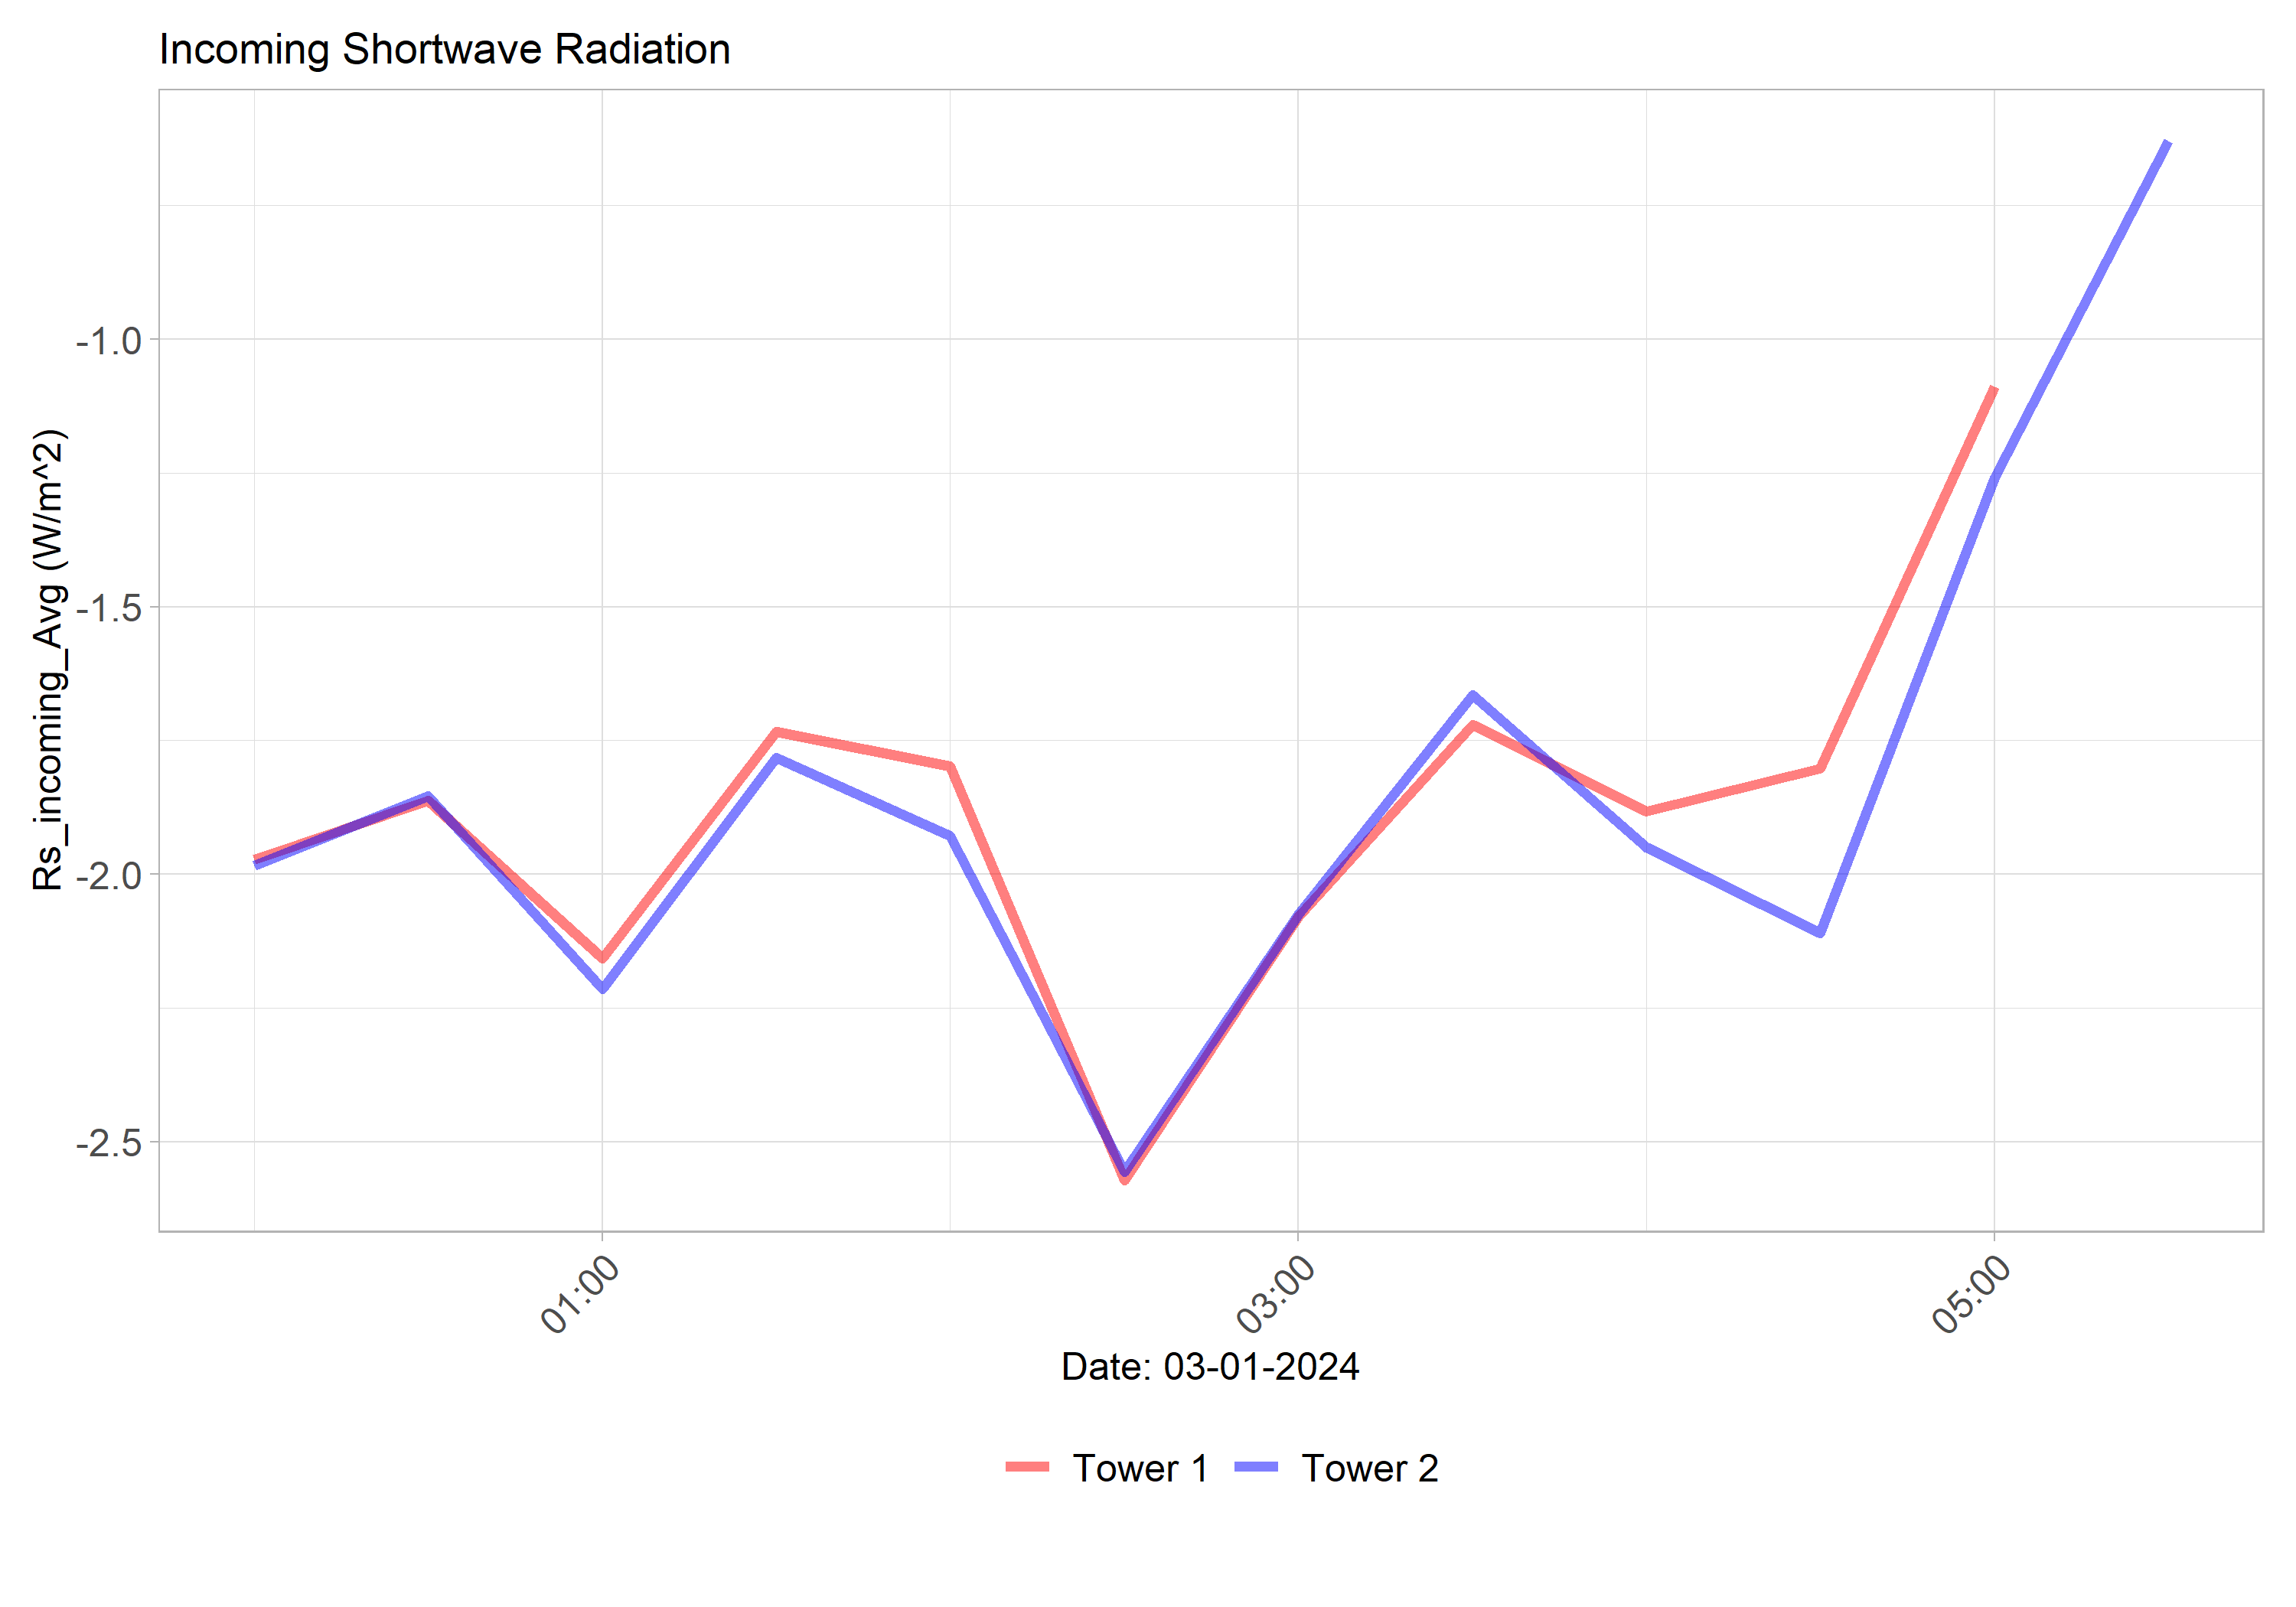 Incoming Shortwave Radiation
Rs_incoming_Avg (W/m^2)
-1.0
-1.5
-2.0
-2.5
01:00
03:00
05:00
Date: 03-01-2024
Tower 1
Tower 2